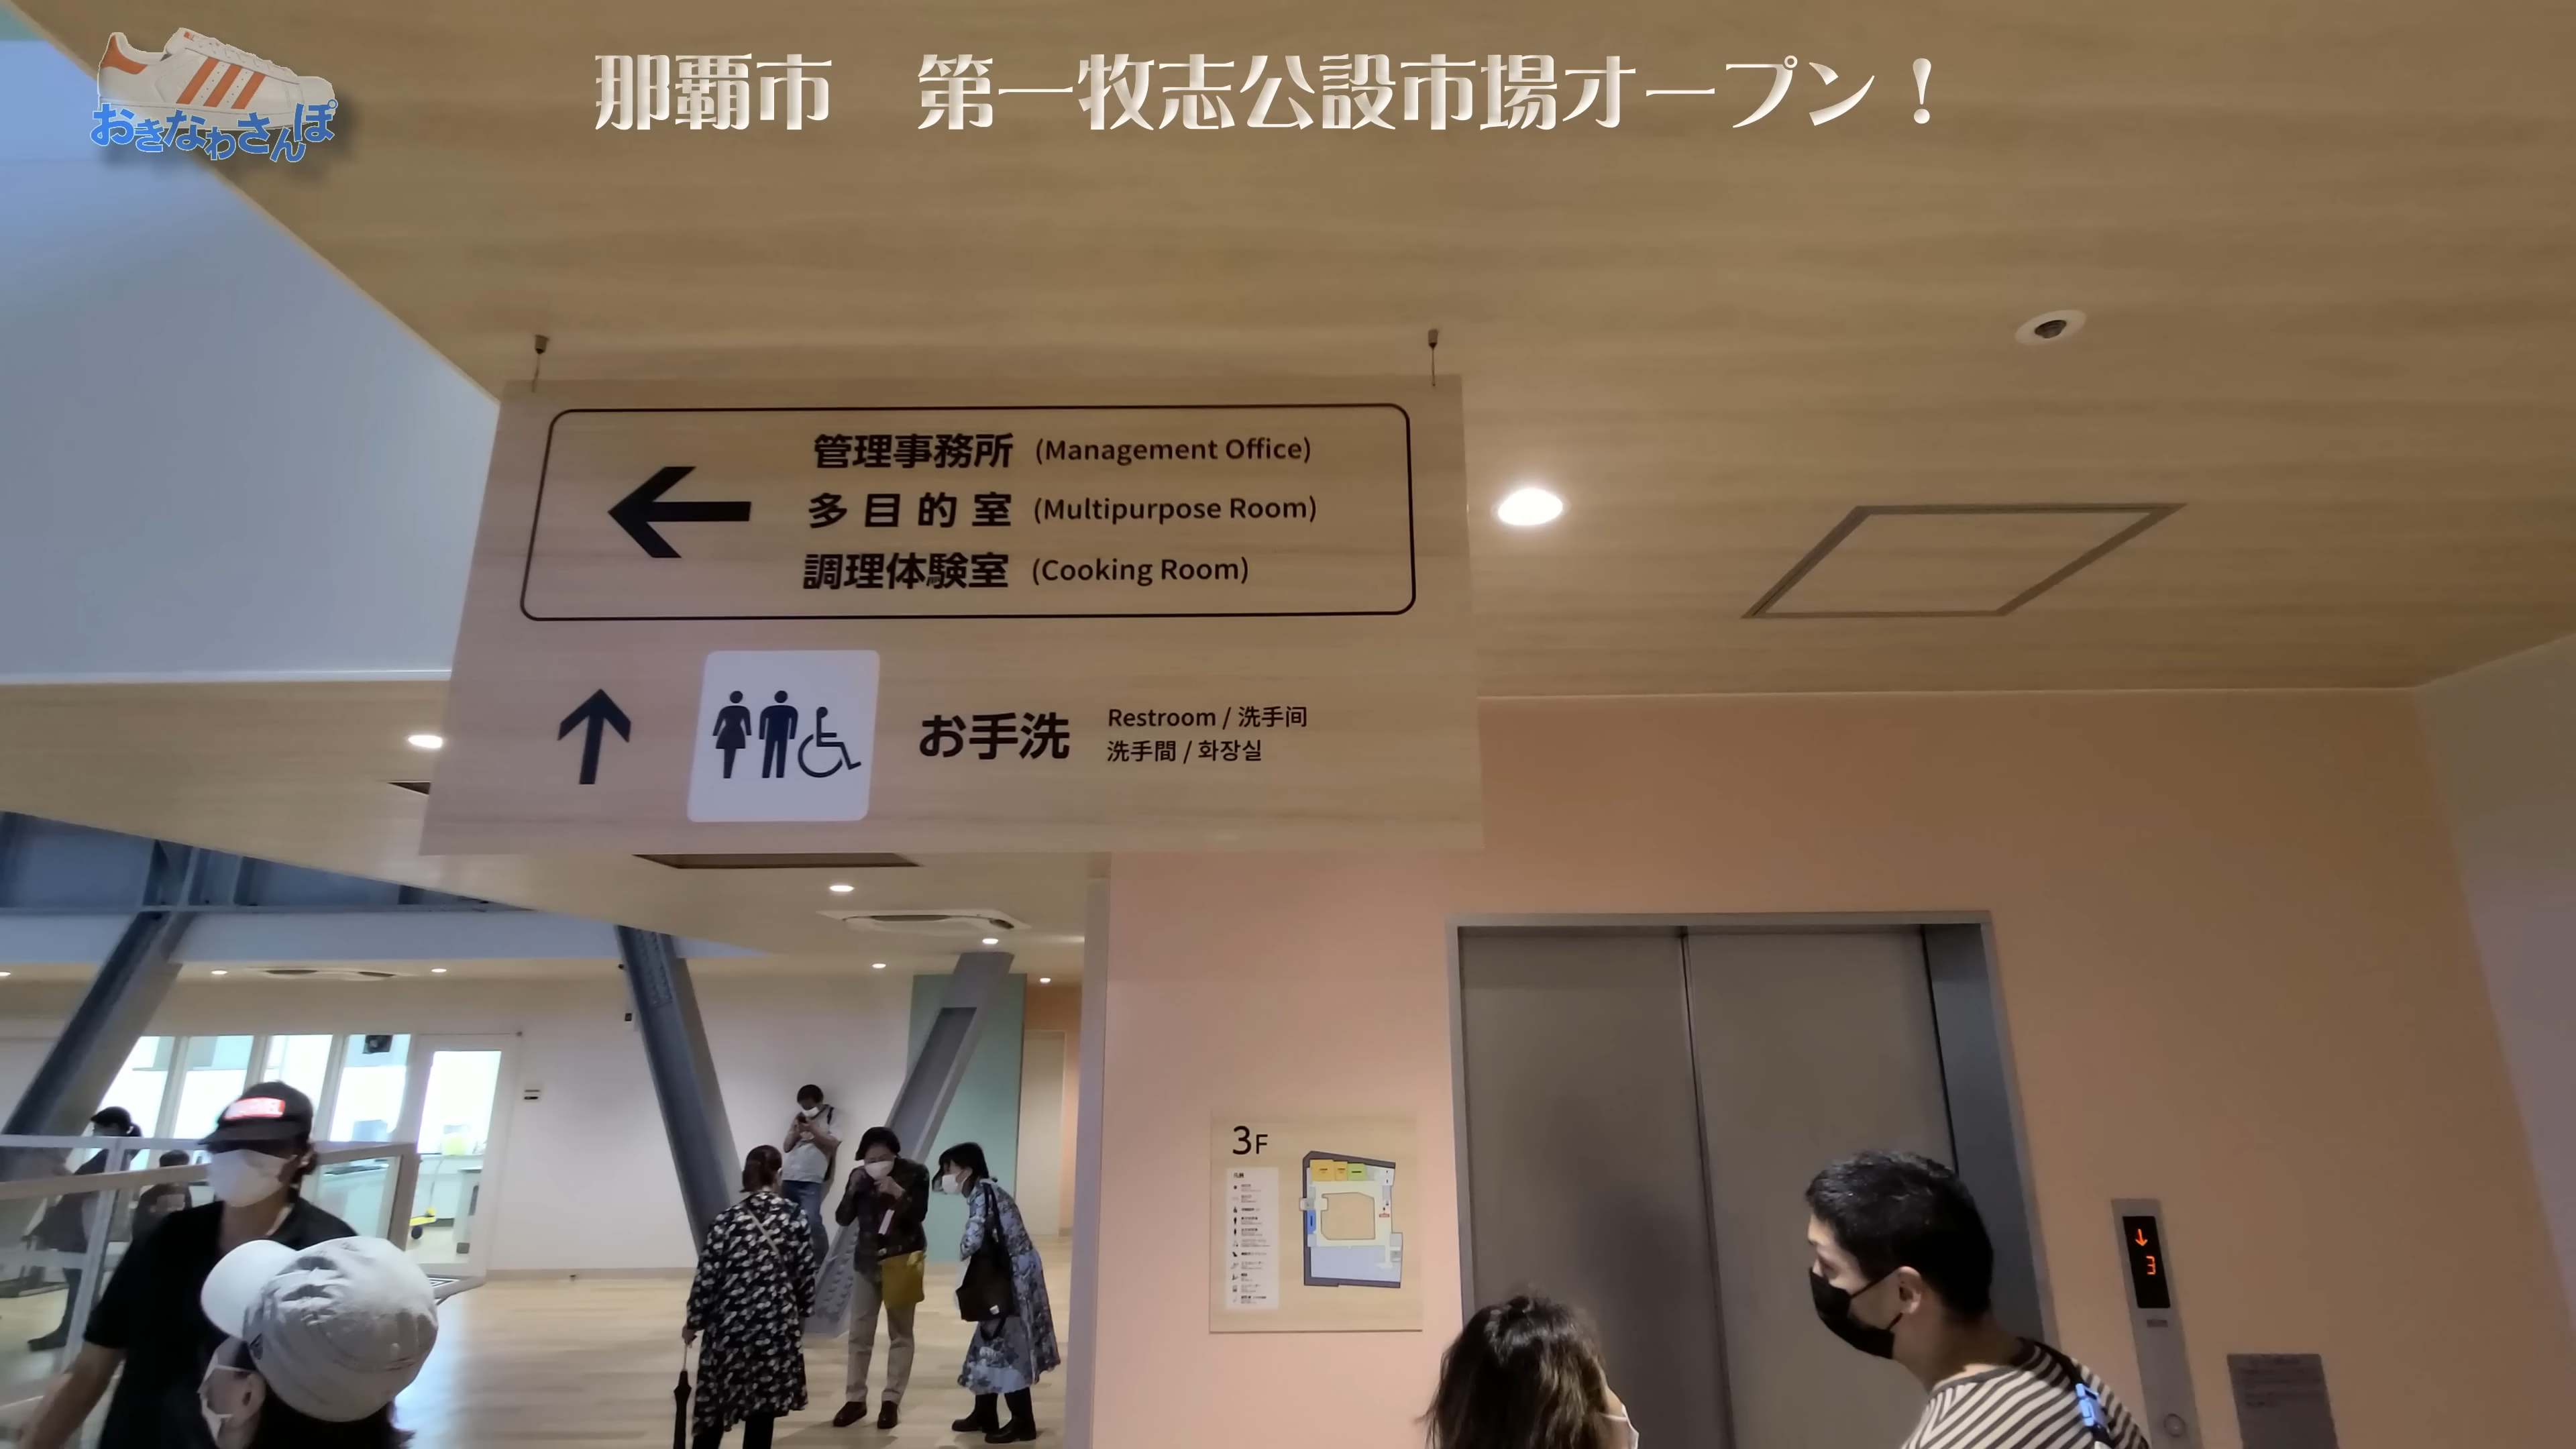 おきなわさんぽ
那覇市　第一牧志公設市場オープン！
管理事務所 (Management Office)
多目的室 (Multipurpose Room)
調理体験室 (Cooking Room)
お手洗 Restroom / 洗手间
洗手間 / 화장실
3F
3